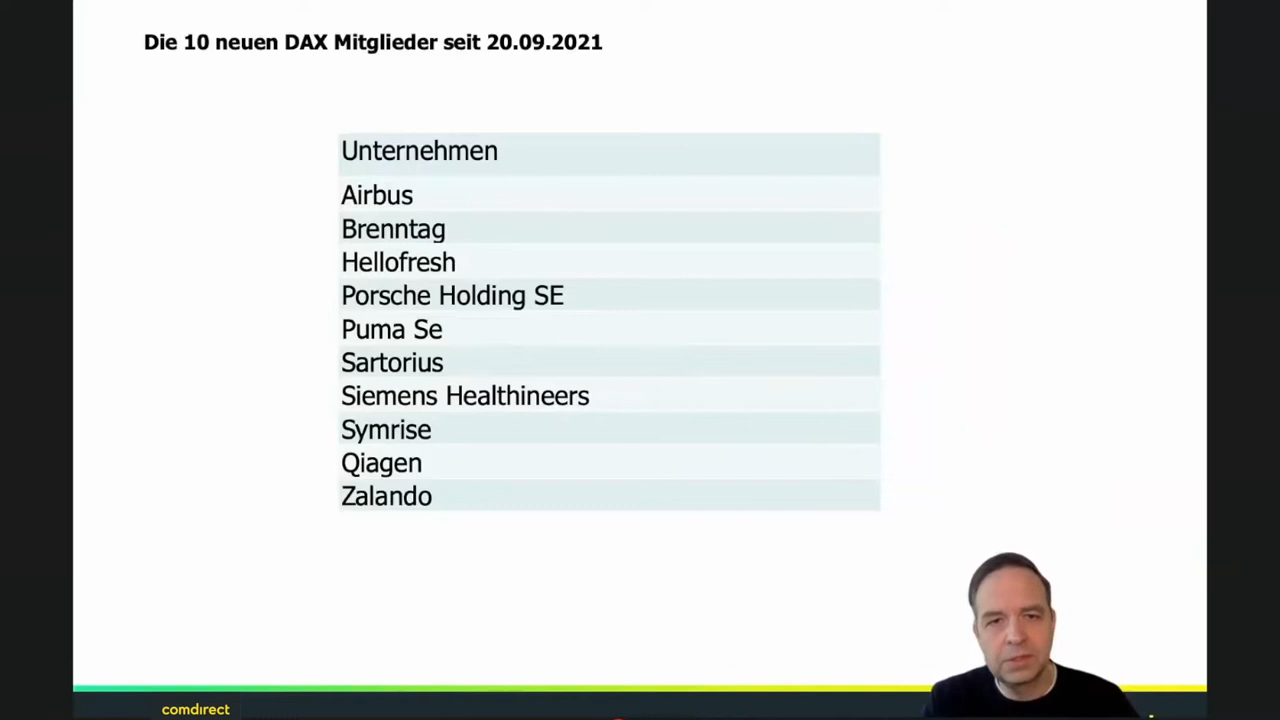 Die 10 neuen DAX Mitglieder seit 20.09.2021
Unternehmen
Airbus
Brenntag
Hellofresh
Porsche Holding SE
Puma Se
Sartorius
Siemens Healthineers
Symrise
Qiagen
Zalando
comdirect